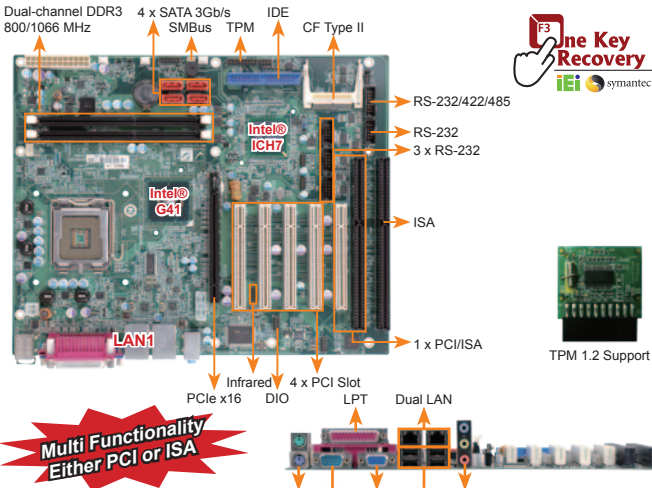 Dual-channel DDR3
800/1066 MHz
4 x SATA 3Gb/s
SMBus
TPM
IDE
CF Type II
F3
One Key
Recovery
iEi
symantec
RS-232/422/485
RS-232
3 x RS-232
Intel®
ICH7
Intel®
G41
ISA
LAN1
1 x PCI/ISA
TPM 1.2 Support
Infrared
4 x PCI Slot
PCIe x16
DIO
LPT
Dual LAN
Multi Functionality
Either PCI or ISA